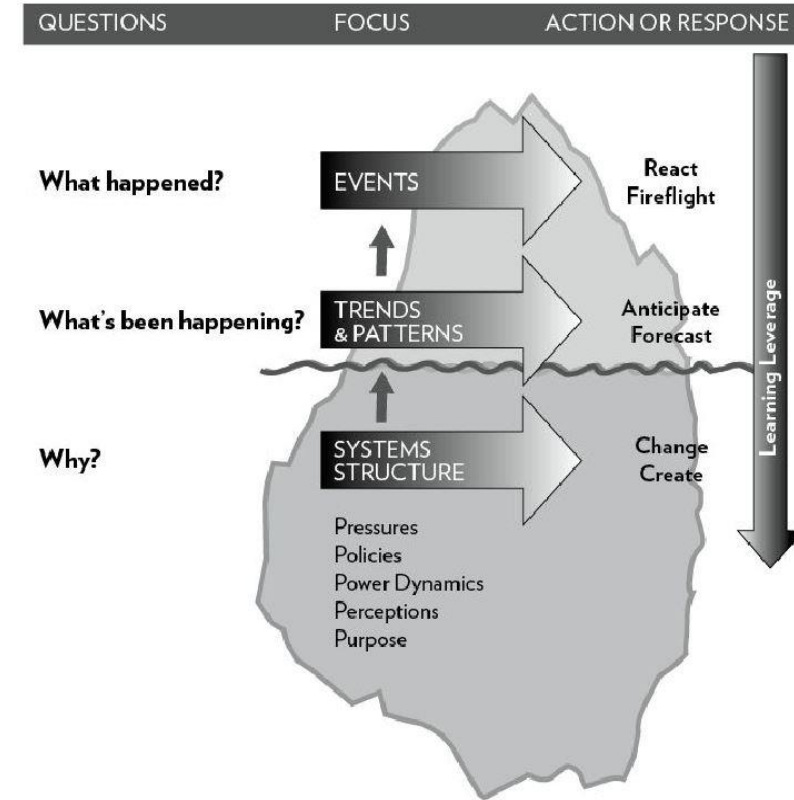 QUESTIONS FOCUS ACTION OR RESPONSE
What happened?
EVENTS
React
Fireflight
What's been happening?
TRENDS
& PATTERNS
Anticipate
Forecast
Why?
SYSTEMS
STRUCTURE
Change
Create
Pressures
Policies
Power Dynamics
Perceptions
Purpose
Learning Leverage